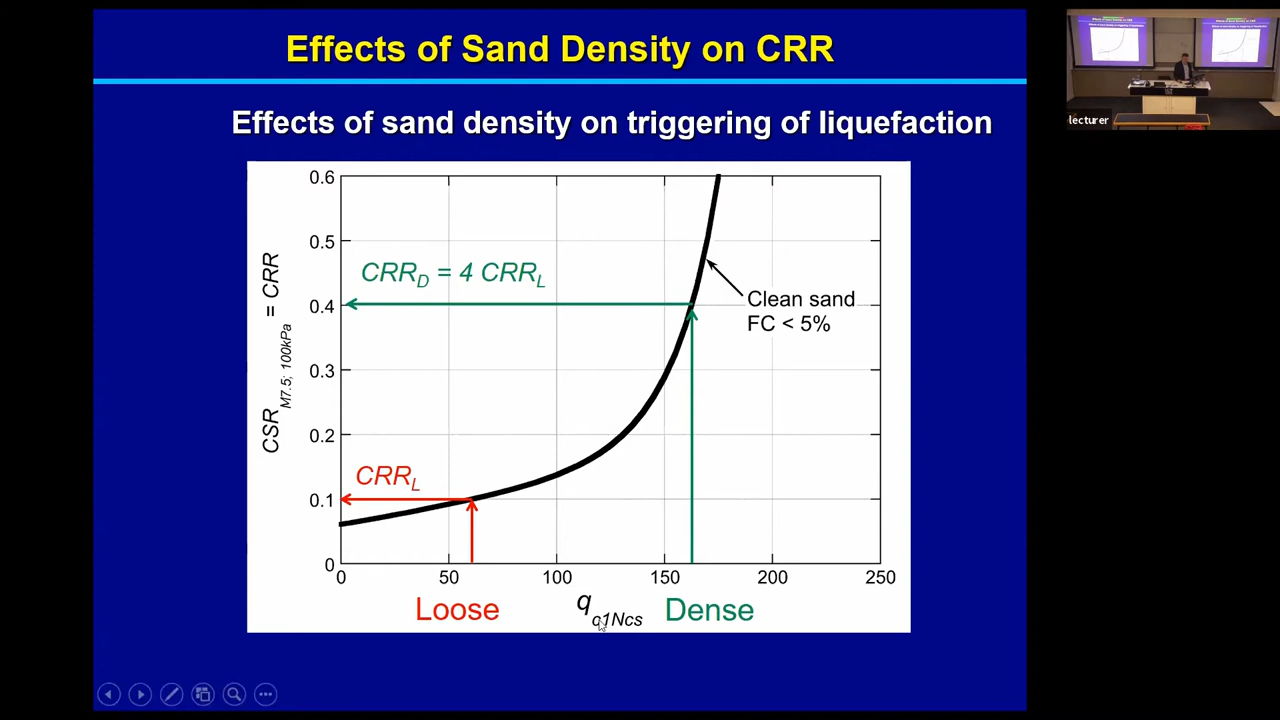 Effects of Sand Density on CRR
Effects of sand density on triggering of liquefaction
0.6
0.5
0.4
0.3
0.2
0.1
0
CSR M7.5; 100kPa = CRR
CRR_D = 4 CRR_L
Clean sand
FC < 5%
CRR_L
0 50 100 150 200 250
Loose
q_c1Ncs
Dense
lecturer